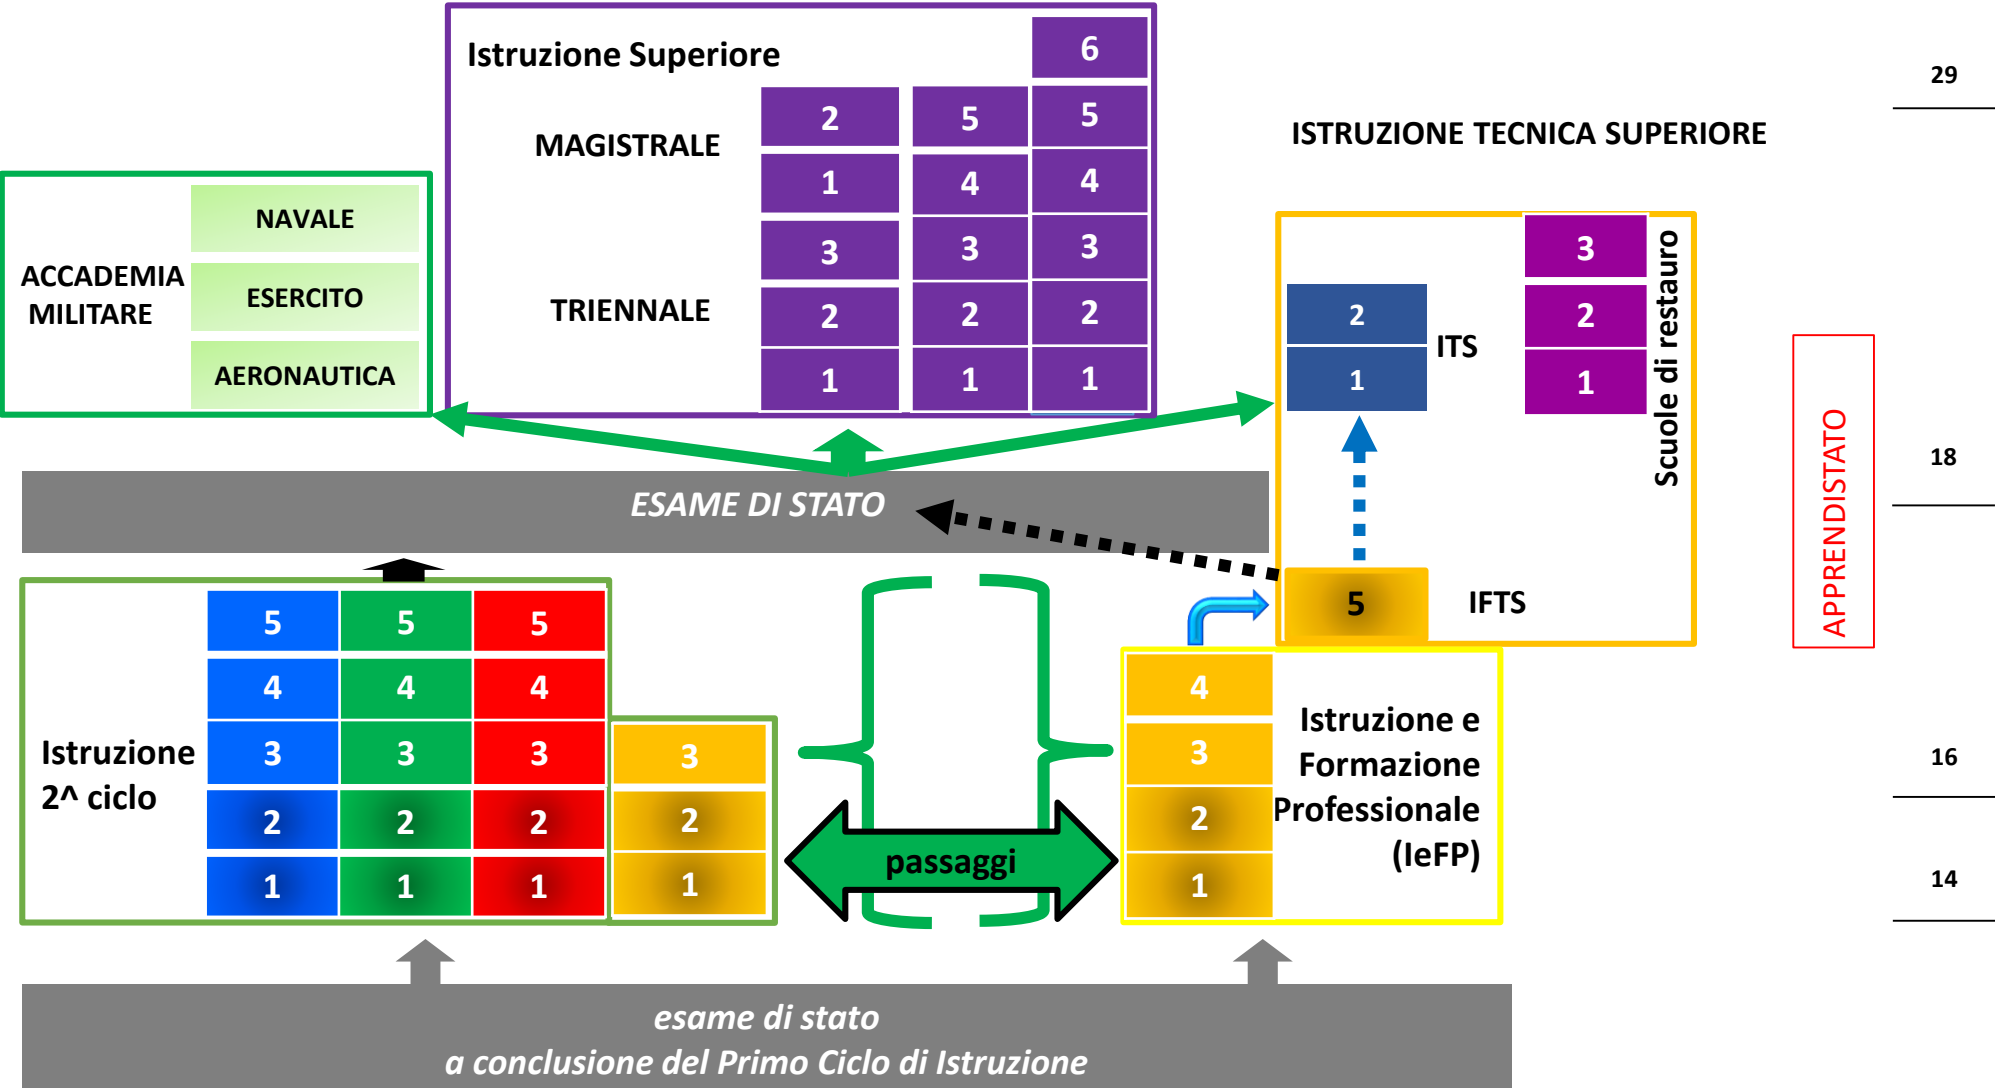 Istruzione Superiore
6
MAGISTRALE
2 5 5
1 4 4
TRIENNALE
3 3 3
2 2 2
1 1 1
ACCADEMIA
MILITARE
NAVALE
ESERCITO
AERONAUTICA
ISTRUZIONE TECNICA SUPERIORE
2
1
ITS
3
2
1
Scuole di restauro
5
IFTS
APPRENDISTATO
29
18
16
14
ESAME DI STATO
Istruzione
2^ ciclo
5 5 5
4 4 4
3 3 3 3
2 2 2 2
1 1 1 1
passaggi
4
3
2
1
Istruzione e
Formazione
Professionale
(IeFP)
esame di stato
a conclusione del Primo Ciclo di Istruzione